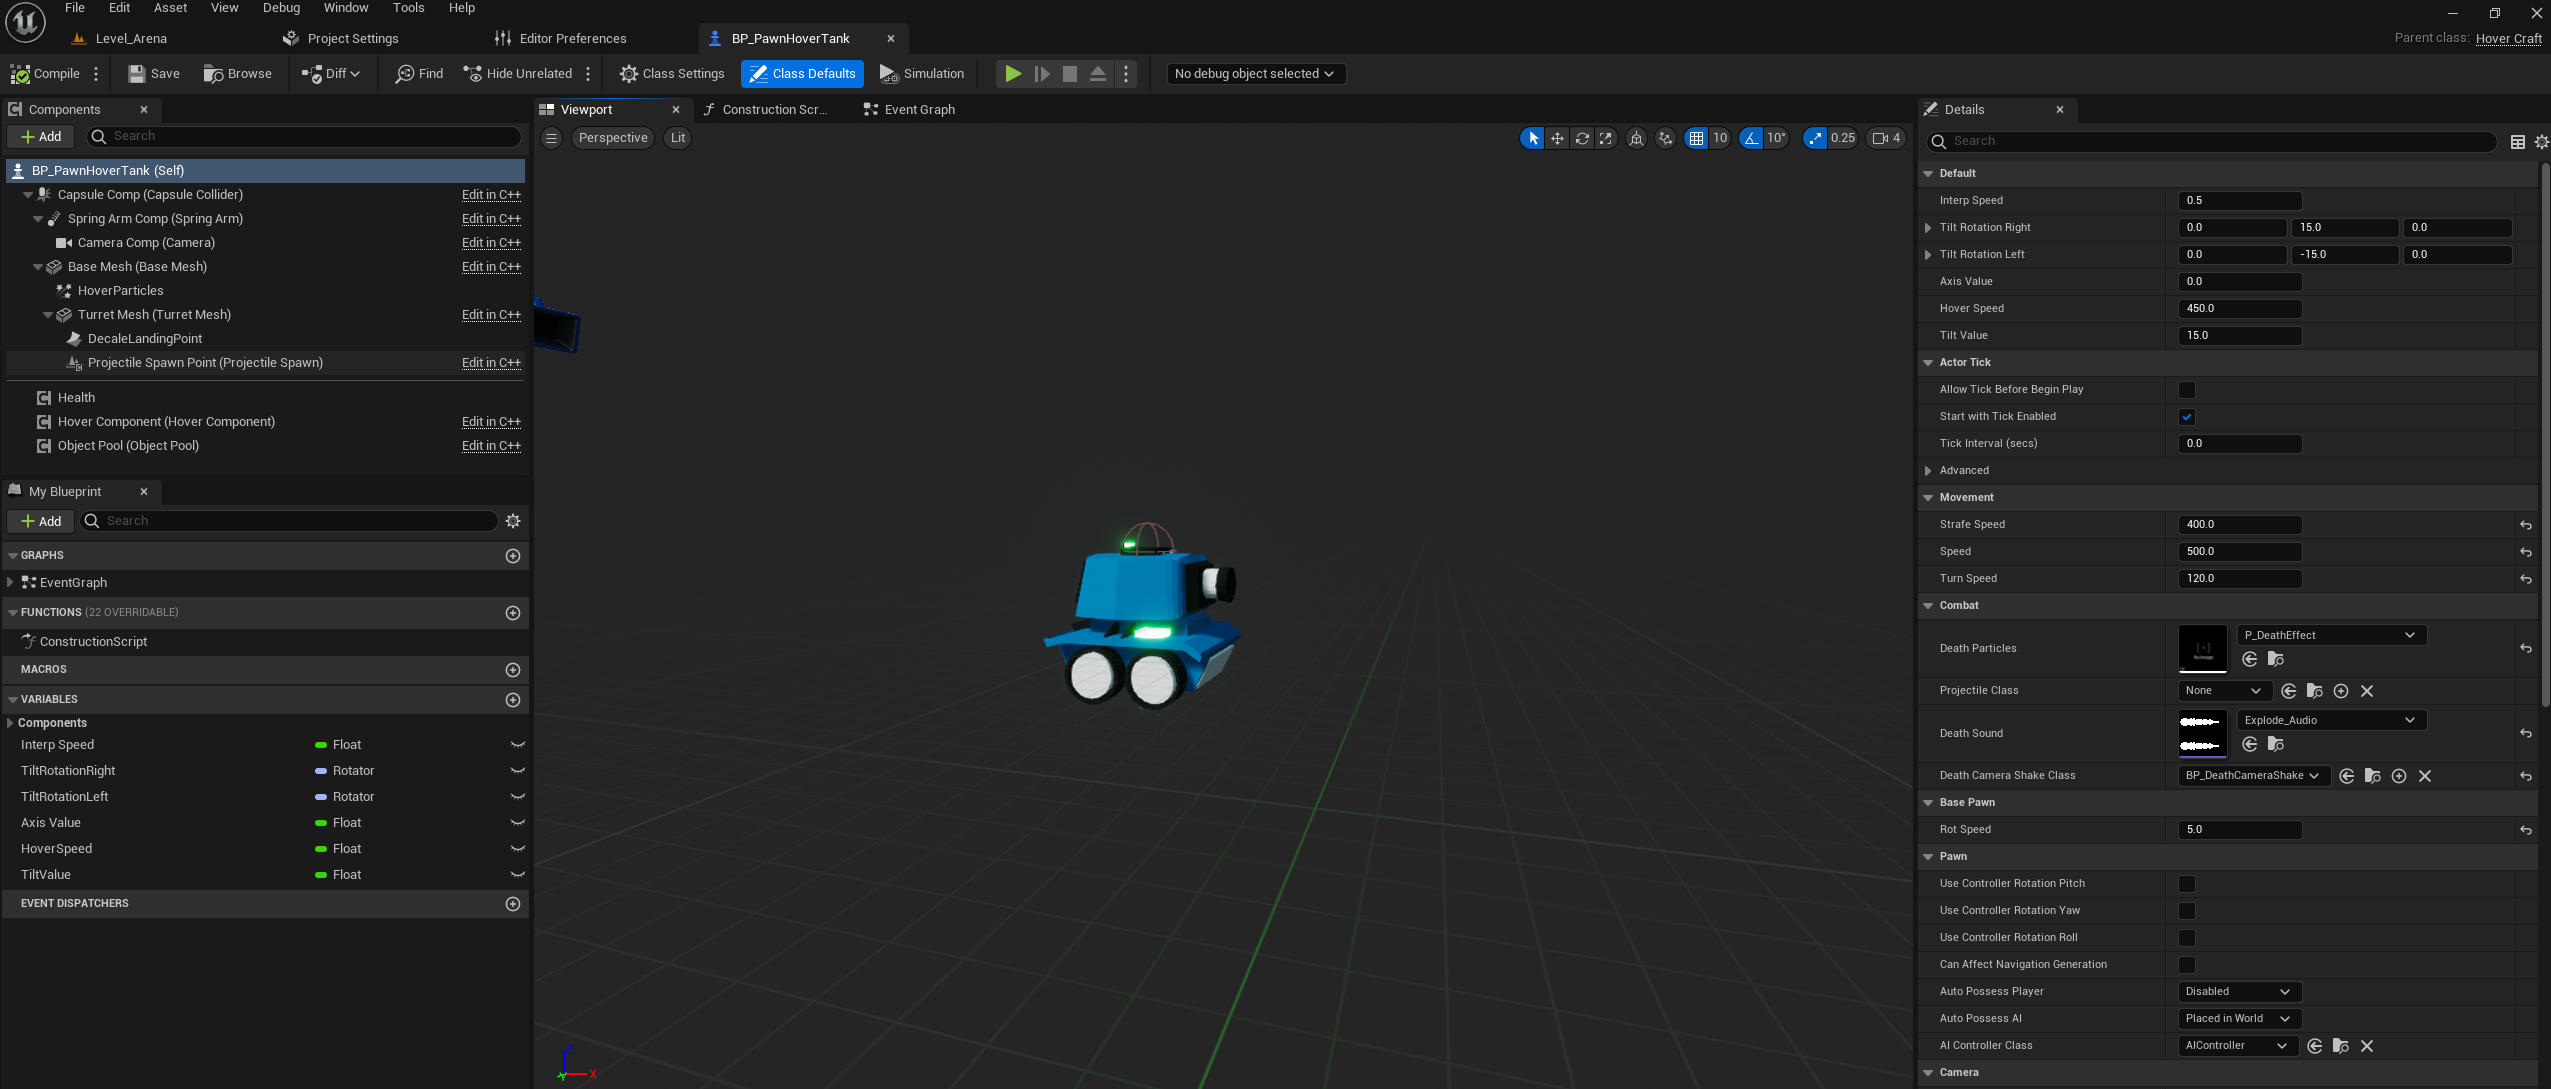 File Edit Asset View Debug Window Tools Help
Level_Arena Project Settings Editor Preferences BP_PawnHoverTank
Parent class: Hover Craft
Compile Save Browse Diff Find Hide Unrelated Class Settings Class Defaults Simulation No debug object selected
Components
Add Search
BP_PawnHoverTank (Self)
Capsule Comp (Capsule Collider) Edit in C++
Spring Arm Comp (Spring Arm) Edit in C++
Camera Comp (Camera) Edit in C++
Base Mesh (Base Mesh) Edit in C++
HoverParticles
Turret Mesh (Turret Mesh) Edit in C++
DecaleLandingPoint
Projectile Spawn Point (Projectile Spawn) Edit in C++
Health
Hover Component (Hover Component) Edit in C++
Object Pool (Object Pool) Edit in C++
My Blueprint
Add Search
GRAPHS
EventGraph
FUNCTIONS (22 OVERRIDABLE)
ConstructionScript
MACROS
VARIABLES
Components
Interp Speed Float
TiltRotationRight Rotator
TiltRotationLeft Rotator
Axis Value Float
HoverSpeed Float
TiltValue Float
EVENT DISPATCHERS
Viewport Construction Scr... Event Graph
Perspective Lit 10 10° 0.25 4
X
Details
Search
Default
Interp Speed 0.5
Tilt Rotation Right 0.0 15.0 0.0
Tilt Rotation Left 0.0 -15.0 0.0
Axis Value 0.0
Hover Speed 450.0
Tilt Value 15.0
Actor Tick
Allow Tick Before Begin Play
Start with Tick Enabled
Tick Interval (secs) 0.0
Advanced
Movement
Strafe Speed 400.0
Speed 500.0
Turn Speed 120.0
Combat
Death Particles P_DeathEffect
Projectile Class None
Death Sound Explode_Audio
Death Camera Shake Class BP_DeathCameraShake
Base Pawn
Rot Speed 5.0
Pawn
Use Controller Rotation Pitch
Use Controller Rotation Yaw
Use Controller Rotation Roll
Can Affect Navigation Generation
Auto Possess Player Disabled
Auto Possess AI Placed in World
AI Controller Class AIController
Camera